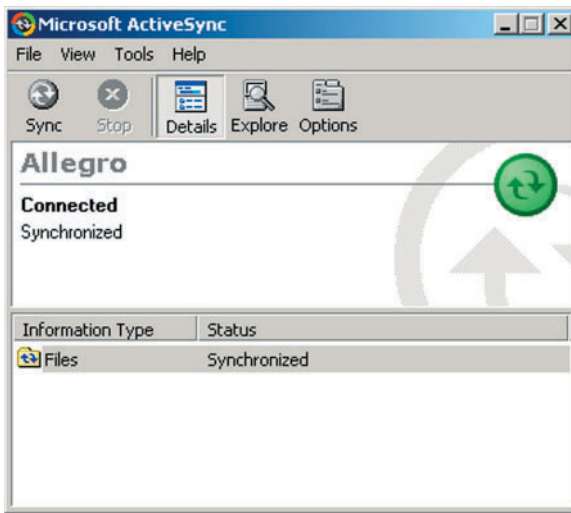 Microsoft ActiveSync
File View Tools Help
Sync Stop Details Explore Options
Allegro
Connected
Synchronized
Information Type Status
Files Synchronized